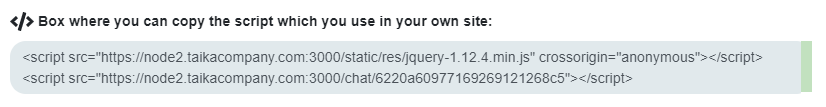 </> Box where you can copy the script which you use in your own site:
<script src="https://node2.taikacompany.com:3000/static/res/jquery-1.12.4.min.js" crossorigin="anonymous"></script>
<script src="https://node2.taikacompany.com:3000/chat/6220a60977169269121268c5"></script>